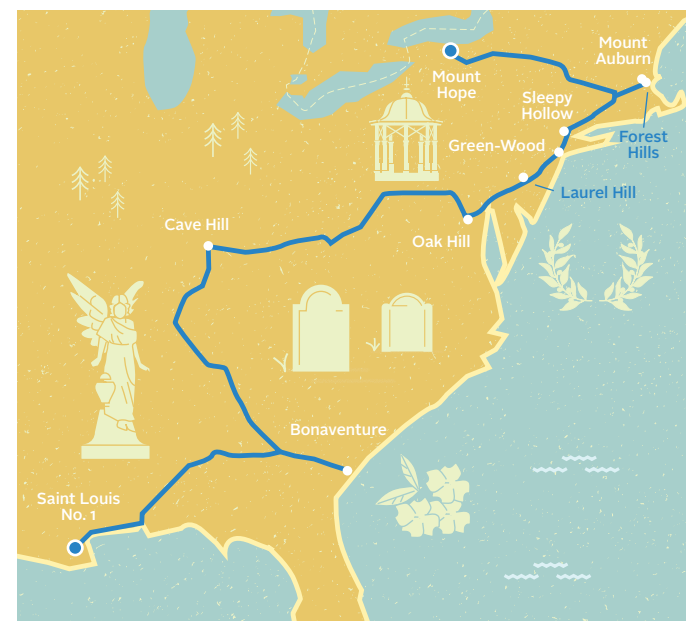 Mount
Auburn
Mount
Hope
Sleepy
Hollow
Forest
Hills
Green-Wood
Laurel Hill
Cave Hill
Oak Hill
Bonaventure
Saint Louis
No. 1